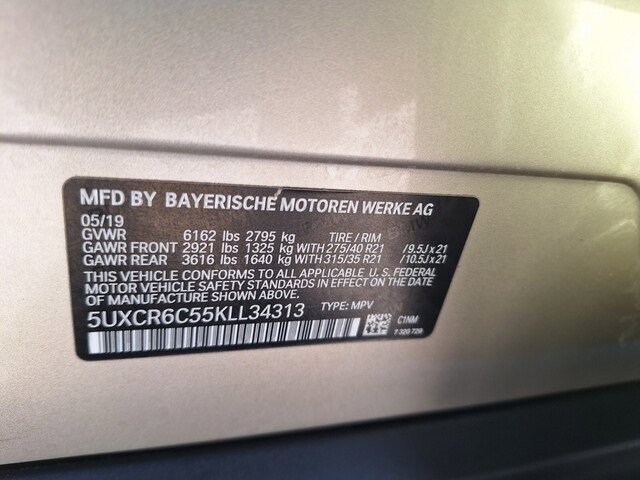 MFD BY BAYERISCHE MOTOREN WERKE AG
05/19
GVWR 6162 lbs 2795 kg TIRE / RIM
GAWR FRONT 2921 lbs 1325 kg WITH 275/40 R21 / 9.5J x 21
GAWR REAR 3616 lbs 1640 kg WITH 315/35 R21 / 10.5J x 21
THIS VEHICLE CONFORMS TO ALL APPLICABLE U. S. FEDERAL
MOTOR VEHICLE SAFETY STANDARDS IN EFFECT ON THE DATE
OF MANUFACTURE SHOWN ABOVE.
5UXCR6C55KLL34313 TYPE: MPV
C1NM
7 320 729